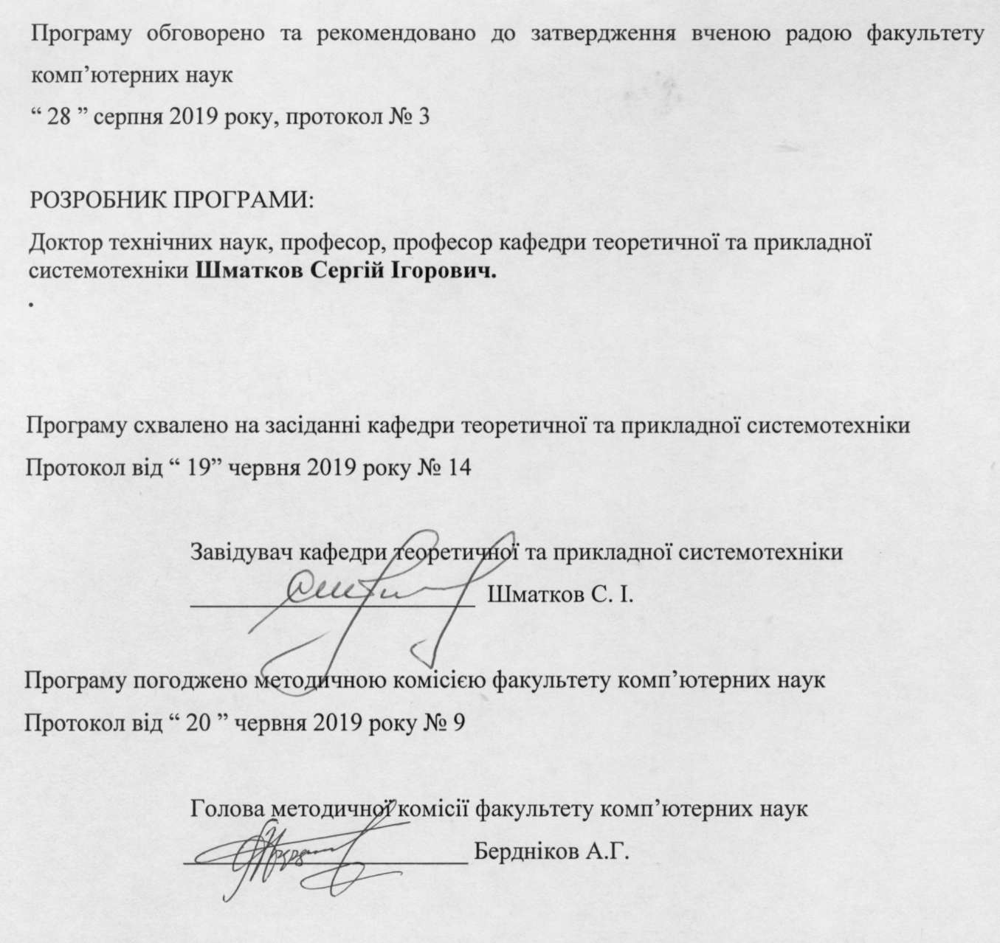 Програму обговорено та рекомендовано до затвердження вченою радою факультету
комп’ютерних наук
“ 28 ” серпня 2019 року, протокол № 3
РОЗРОБНИК ПРОГРАМИ:
Доктор технічних наук, професор, професор кафедри теоретичної та прикладної
системотехніки Шматков Сергій Ігорович.
.
Програму схвалено на засіданні кафедри теоретичної та прикладної системотехніки
Протокол від “ 19” червня 2019 року № 14
Завідувач кафедри теоретичної та прикладної системотехніки
Шматков С. І.
Програму погоджено методичною комісією факультету комп’ютерних наук
Протокол від “ 20 ” червня 2019 року № 9
Голова методичної комісії факультету комп’ютерних наук
Бердніков А.Г.